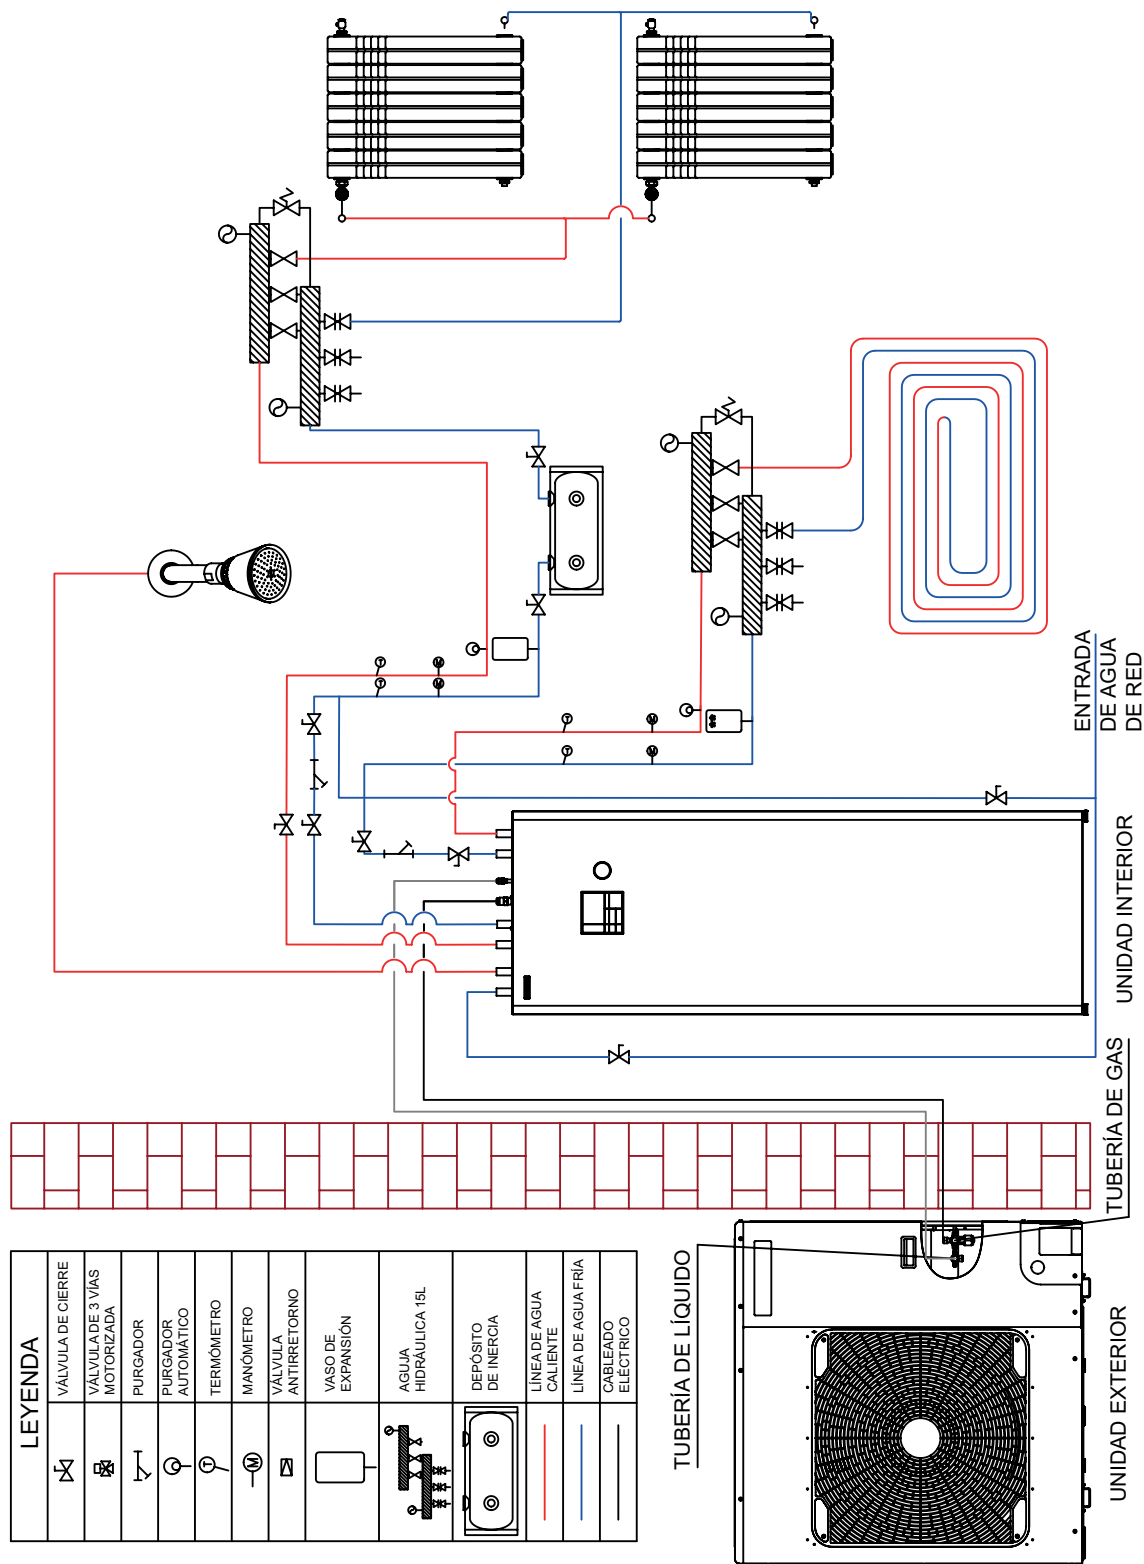 LEYENDA
VÁLVULA DE CIERRE
VÁLVULA DE 3 VÍAS
MOTORIZADA
PURGADOR
PURGADOR
AUTOMÁTICO
T
TERMÓMETRO
M
MANÓMETRO
VÁLVULA
ANTIRRETORNO
VASO DE
EXPANSIÓN
AGUJA
HIDRAULICA 15L
DEPÓSITO
DE INERCIA
LÍNEA DE AGUA
CALIENTE
LÍNEA DE AGUA FRÍA
CABLEADO
ELÉCTRICO
TUBERÍA DE LÍQUIDO
TUBERÍA DE GAS
UNIDAD EXTERIOR
UNIDAD INTERIOR
ENTRADA
DE AGUA
DE RED
T
T
M
M
T
T
M
M